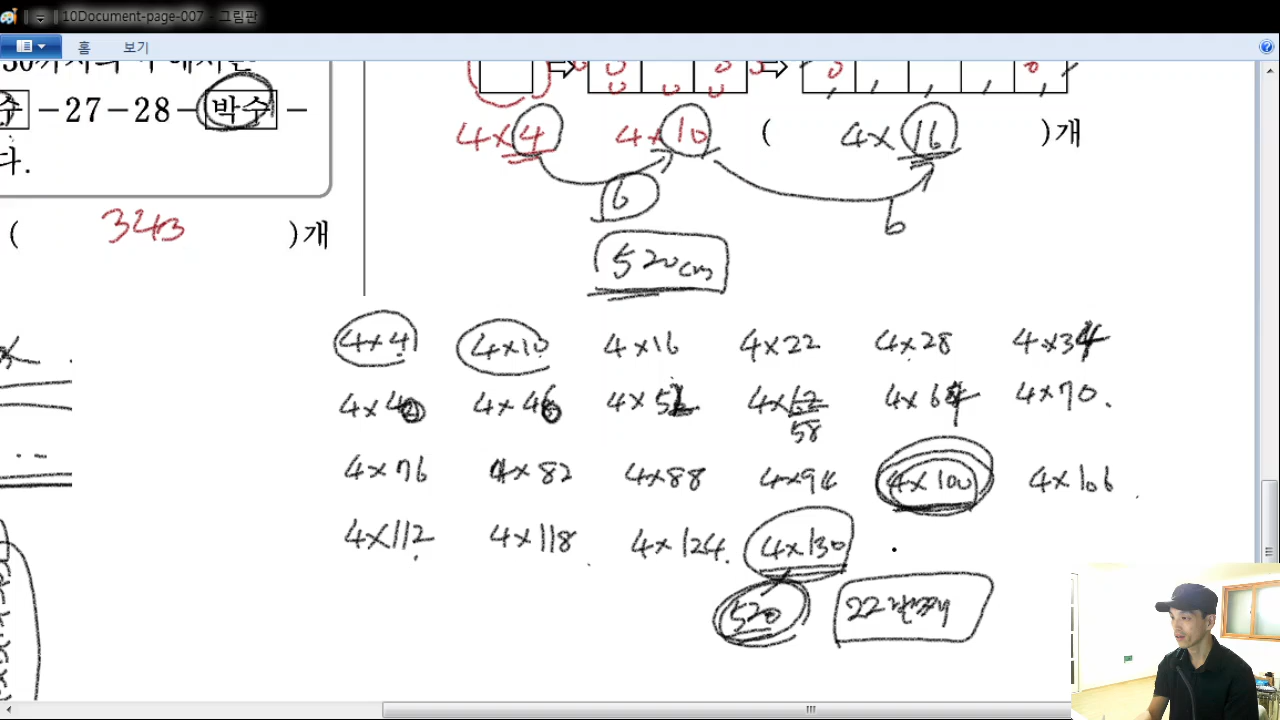 10Document-page-007 - 그림판
홈 보기
수 -27-28- 박수 -
다.
( 343 )개
4×4 4×10 ( 4×16 )개
6 6
520cm
4×4 4×10 4×16 4×22 4×28 4×34
4×40 4×46 4×52 4×58 4×64 4×70
4×76 4×82 4×88 4×94 4×100 4×106
4×112 4×118 4×124 4×130
520 22번째